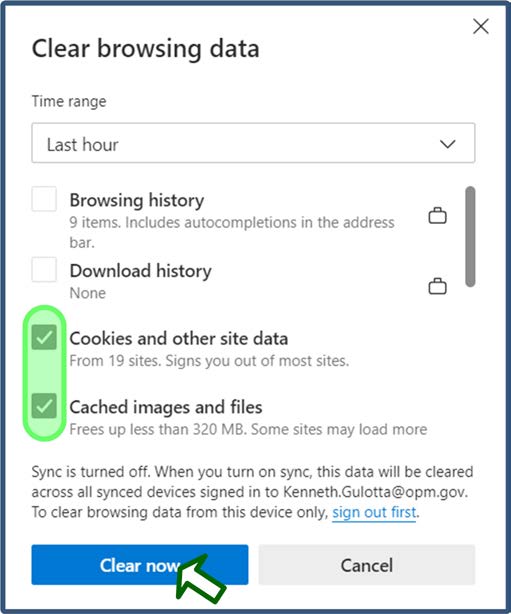 Clear browsing data
Time range
Last hour
Browsing history
9 items. Includes autocompletions in the address
bar.
Download history
None
Cookies and other site data
From 19 sites. Signs you out of most sites.
Cached images and files
Frees up less than 320 MB. Some sites may load more
Sync is turned off. When you turn on sync, this data will be cleared
across all synced devices signed in to Kenneth.Gulotta@opm.gov.
To clear browsing data from this device only, sign out first.
Clear now
Cancel